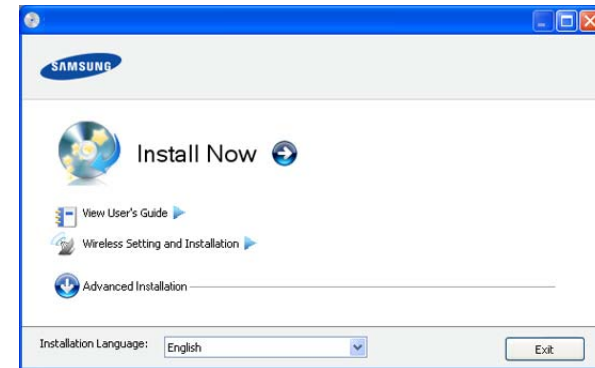 SAMSUNG
Install Now
View User's Guide
Wireless Setting and Installation
Advanced Installation
Installation Language: English
Exit